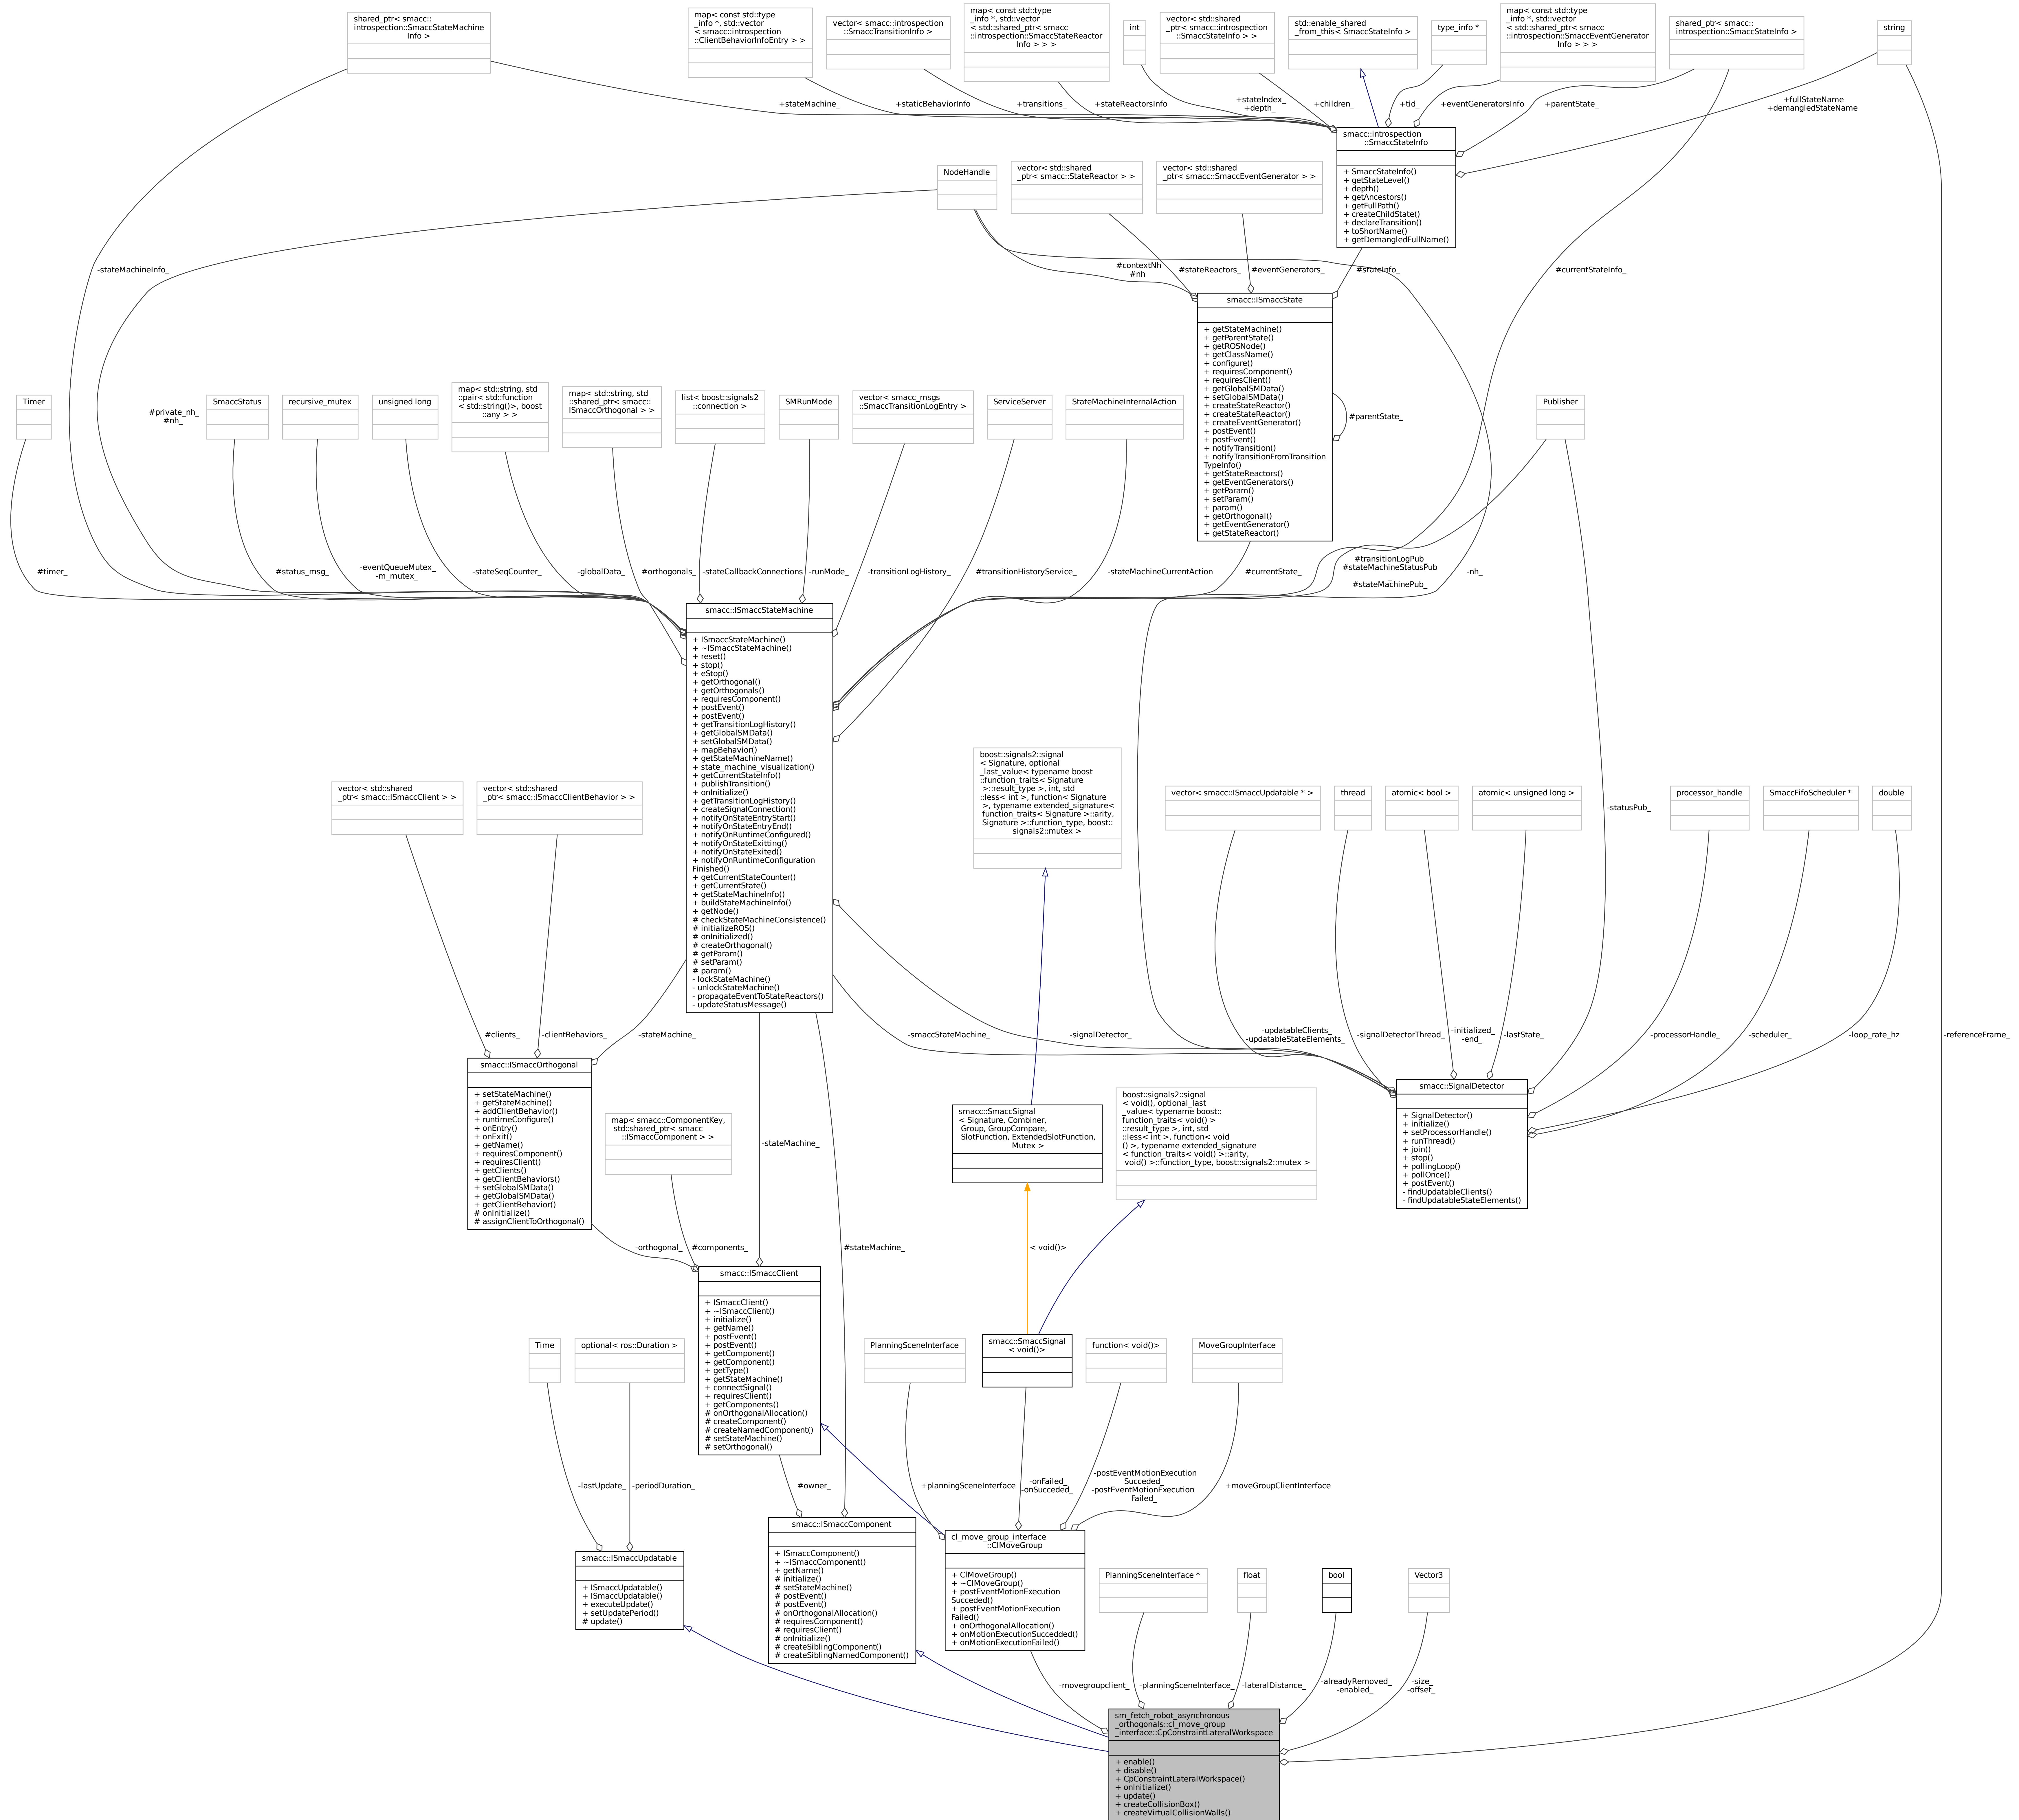 shared_ptr< smacc::
introspection::SmaccStateMachine
Info >
map< const std::type
_info *, std::vector
< smacc::introspection
::ClientBehaviorInfoEntry > >
vector< smacc::introspection
::SmaccTransitionInfo >
map< const std::type
_info *, std::vector
< std::shared_ptr< smacc
::introspection::SmaccStateReactor
Info > > >
int
vector< std::shared
_ptr< smacc::introspection
::SmaccStateInfo > >
std::enable_shared
_from_this< SmaccStateInfo >
type_info *
map< const std::type
_info *, std::vector
< std::shared_ptr< smacc
::introspection::SmaccEventGenerator
Info > > >
shared_ptr< smacc::
introspection::SmaccStateInfo >
string
+stateMachine_
+staticBehaviorInfo
+transitions_
+stateReactorsInfo
+stateIndex_
+depth_
+children_
+tid_
+eventGeneratorsInfo
+parentState_
+fullStateName
+demangledStateName
smacc::introspection
::SmaccStateInfo
+ SmaccStateInfo()
+ getStateLevel()
+ depth()
+ getAncestors()
+ getFullPath()
+ createChildState()
+ declareTransition()
+ toShortName()
+ getDemangledFullName()
NodeHandle
vector< std::shared
_ptr< smacc::StateReactor > >
vector< std::shared
_ptr< smacc::SmaccEventGenerator > >
-stateMachineInfo_
#contextNh
#nh
#stateReactors_
#eventGenerators_
#stateInfo_
#currentStateInfo_
smacc::ISmaccState
+ getStateMachine()
+ getParentState()
+ getROSNode()
+ getClassName()
+ configure()
+ requiresComponent()
+ requiresClient()
+ getGlobalSMData()
+ setGlobalSMData()
+ createStateReactor()
+ createStateReactor()
+ createEventGenerator()
+ postEvent()
+ postEvent()
+ notifyTransition()
+ notifyTransitionFromTransition
TypeInfo()
+ getStateReactors()
+ getEventGenerators()
+ getParam()
+ setParam()
+ param()
+ getOrthogonal()
+ getEventGenerator()
+ getStateReactor()
#parentState_
Timer
#private_nh_
#nh_
SmaccStatus
recursive_mutex
unsigned long
map< std::string, std
::pair< std::function
< std::string()>, boost
::any > >
map< std::string, std
::shared_ptr< smacc::
ISmaccOrthogonal > >
list< boost::signals2
::connection >
SMRunMode
vector< smacc_msgs
::SmaccTransitionLogEntry >
ServiceServer
StateMachineInternalAction
Publisher
#timer_
#status_msg_
-eventQueueMutex_
-m_mutex_
-stateSeqCounter_
-globalData_
#orthogonals_
-stateCallbackConnections
-runMode_
-transitionLogHistory_
#transitionHistoryService_
-stateMachineCurrentAction
#currentState_
#transitionLogPub_
#stateMachineStatusPub
_
#stateMachinePub_
-nh_
smacc::ISmaccStateMachine
+ ISmaccStateMachine()
+ ~ISmaccStateMachine()
+ reset()
+ stop()
+ eStop()
+ getOrthogonal()
+ getOrthogonals()
+ requiresComponent()
+ postEvent()
+ postEvent()
+ getTransitionLogHistory()
+ getGlobalSMData()
+ setGlobalSMData()
+ mapBehavior()
+ getStateMachineName()
+ state_machine_visualization()
+ getCurrentStateInfo()
+ publishTransition()
+ onInitialize()
+ getTransitionLogHistory()
+ createSignalConnection()
+ notifyOnStateEntryStart()
+ notifyOnStateEntryEnd()
+ notifyOnRuntimeConfigured()
+ notifyOnStateExitting()
+ notifyOnStateExited()
+ notifyOnRuntimeConfiguration
Finished()
+ getCurrentStateCounter()
+ getCurrentState()
+ getStateMachineInfo()
+ buildStateMachineInfo()
+ getNode()
# checkStateMachineConsistence()
# initializeROS()
# onInitialized()
# createOrthogonal()
# getParam()
# setParam()
# param()
- lockStateMachine()
- unlockStateMachine()
- propagateEventToStateReactors()
- updateStatusMessage()
vector< std::shared
_ptr< smacc::ISmaccClient > >
vector< std::shared
_ptr< smacc::ISmaccClientBehavior > >
boost::signals2::signal
< Signature, optional
_last_value< typename boost
::function_traits< Signature
>::result_type >, int, std
::less< int >, function< Signature
>, typename extended_signature<
function_traits< Signature >::arity,
Signature >::function_type, boost::
signals2::mutex >
vector< smacc::ISmaccUpdatable * >
thread
atomic< bool >
atomic< unsigned long >
-statusPub_
processor_handle
SmaccFifoScheduler *
double
#clients_
-clientBehaviors_
-stateMachine_
-smaccStateMachine_
-signalDetector_
-updatableClients_
-updatableStateElements_
-signalDetectorThread_
-initialized_
-end_
-lastState_
-processorHandle_
-scheduler_
-loop_rate_hz
-referenceFrame_
smacc::ISmaccOrthogonal
+ setStateMachine()
+ getStateMachine()
+ addClientBehavior()
+ runtimeConfigure()
+ onEntry()
+ onExit()
+ getName()
+ requiresComponent()
+ requiresClient()
+ getClients()
+ getClientBehaviors()
+ setGlobalSMData()
+ getGlobalSMData()
+ getClientBehavior()
# onInitialize()
# assignClientToOrthogonal()
map< smacc::ComponentKey,
std::shared_ptr< smacc
::ISmaccComponent > >
-stateMachine_
smacc::SmaccSignal
< Signature, Combiner,
Group, GroupCompare,
SlotFunction, ExtendedSlotFunction,
Mutex >
boost::signals2::signal
< void(), optional_last
_value< typename boost::
function_traits< void() >
::result_type >, int, std
::less< int >, function< void
() >, typename extended_signature
< function_traits< void() >::arity,
void() >::function_type, boost::signals2::mutex >
smacc::SignalDetector
+ SignalDetector()
+ initialize()
+ setProcessorHandle()
+ runThread()
+ join()
+ stop()
+ pollingLoop()
+ pollOnce()
+ postEvent()
- findUpdatableClients()
- findUpdatableStateElements()
-orthogonal_
#components_
#stateMachine_
< void()>
smacc::ISmaccClient
+ ISmaccClient()
+ ~ISmaccClient()
+ initialize()
+ getName()
+ postEvent()
+ postEvent()
+ getComponent()
+ getComponent()
+ getType()
+ getStateMachine()
+ connectSignal()
+ requiresClient()
+ getComponents()
# onOrthogonalAllocation()
# createComponent()
# createNamedComponent()
# setStateMachine()
# setOrthogonal()
Time
optional< ros::Duration >
PlanningSceneInterface
smacc::SmaccSignal
< void()>
function< void()>
MoveGroupInterface
-lastUpdate_
-periodDuration_
#owner_
+planningSceneInterface
-onFailed_
-onSucceded_
-postEventMotionExecution
Succeded_
-postEventMotionExecution
Failed_
+moveGroupClientInterface
smacc::ISmaccUpdatable
+ ISmaccUpdatable()
+ ISmaccUpdatable()
+ executeUpdate()
+ setUpdatePeriod()
# update()
smacc::ISmaccComponent
+ ISmaccComponent()
+ ~ISmaccComponent()
+ getName()
# initialize()
# setStateMachine()
# postEvent()
# postEvent()
# onOrthogonalAllocation()
# requiresComponent()
# requiresClient()
# onInitialize()
# createSiblingComponent()
# createSiblingNamedComponent()
cl_move_group_interface
::ClMoveGroup
+ ClMoveGroup()
+ ~ClMoveGroup()
+ postEventMotionExecution
Succeded()
+ postEventMotionExecution
Failed()
+ onOrthogonalAllocation()
+ onMotionExecutionSuccedded()
+ onMotionExecutionFailed()
PlanningSceneInterface *
float
bool
Vector3
-movegroupclient_
-planningSceneInterface_
-lateralDistance_
-alreadyRemoved_
-enabled_
-size_
-offset_
sm_fetch_robot_asynchronous
_orthogonals::cl_move_group
_interface::CpConstraintLateralWorkspace
+ enable()
+ disable()
+ CpConstraintLateralWorkspace()
+ onInitialize()
+ update()
+ createCollisionBox()
+ createVirtualCollisionWalls()